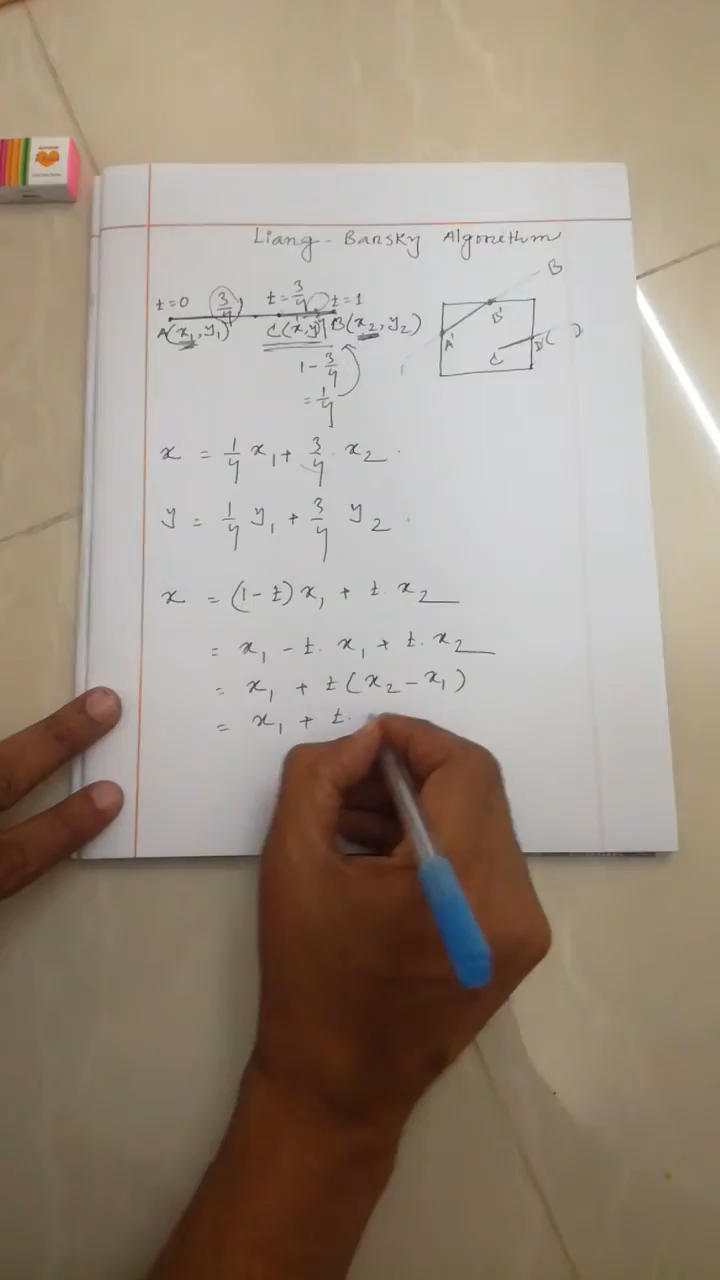 Liang - Bansky Algorithm
t=0 3/4 t=3/4 t=1
A(x₁, y₁) C(x, y) B(x₂, y₂)
1 - 3/4
= 1/4
B
B'
A'
C
D'
x = 1/4 x₁ + 3/4 x₂
y = 1/4 y₁ + 3/4 y₂
x = (1-t) x₁ + t. x₂
= x₁ - t. x₁ + t. x₂
= x₁ + t(x₂ - x₁)
= x₁ + t.